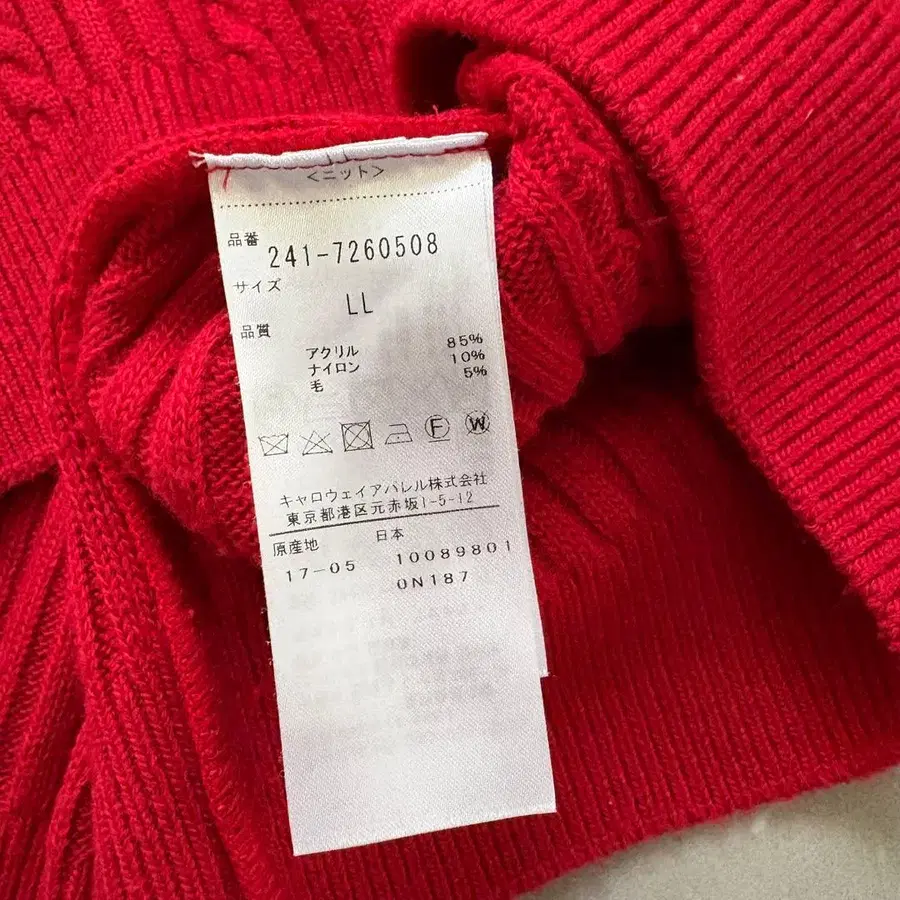 <ニット>
品番
241-7260508
サイズ
LL
品質
アクリル 85%
ナイロン 10%
毛 5%
F W
キャロウェイアパレル株式会社
東京都港区元赤坂1-5-12
原産地 日本
17-05 10089801
0N187